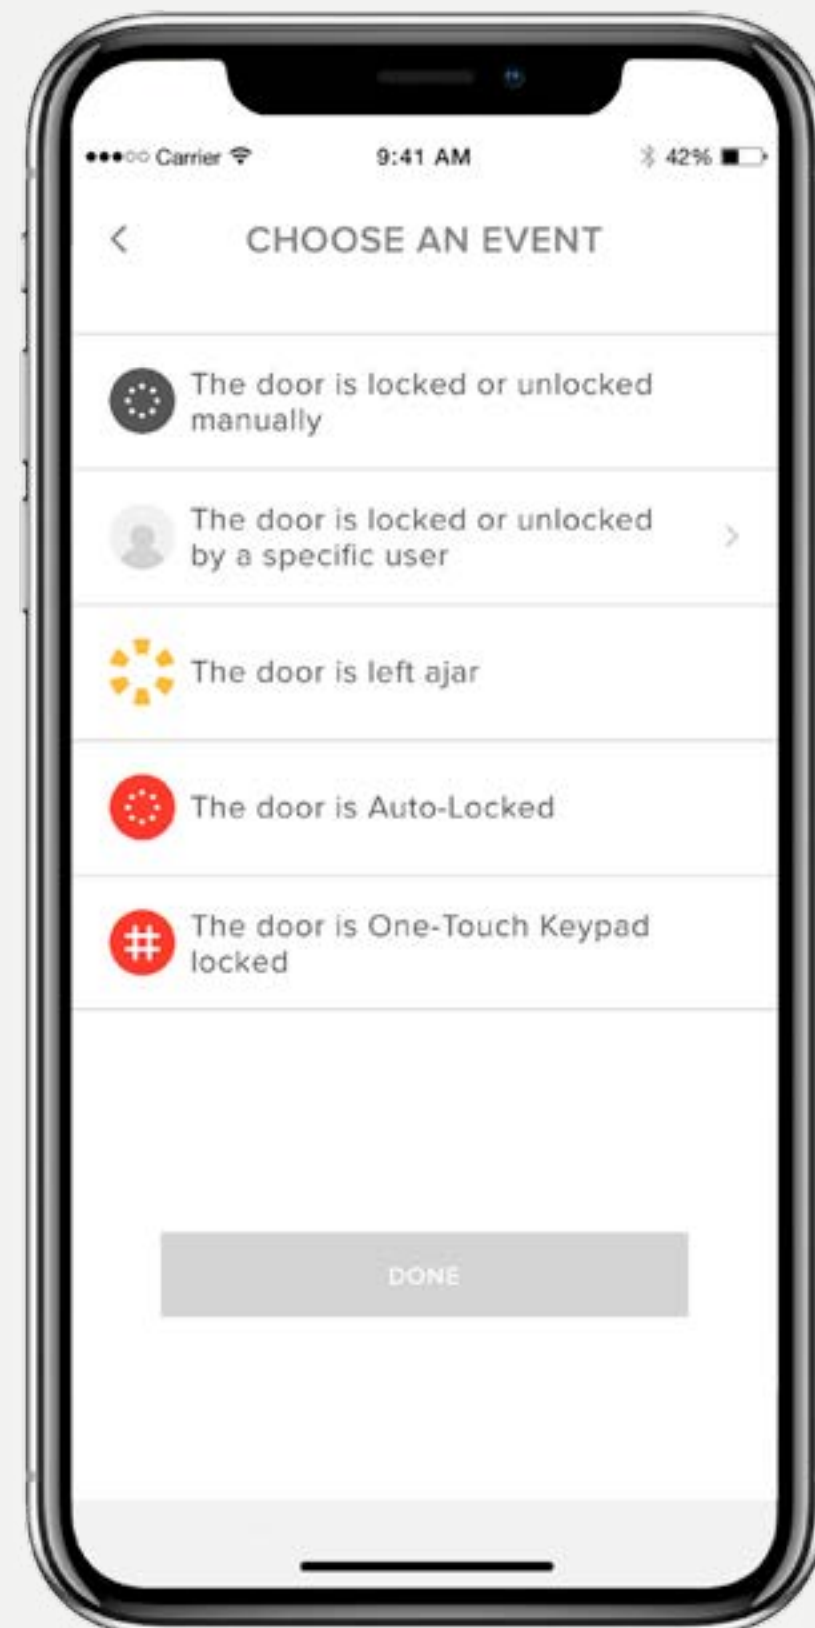 Carrier 9:41 AM 42%
CHOOSE AN EVENT
The door is locked or unlocked
manually
The door is locked or unlocked
by a specific user
The door is left ajar
The door is Auto-Locked
The door is One-Touch Keypad
locked
DONE